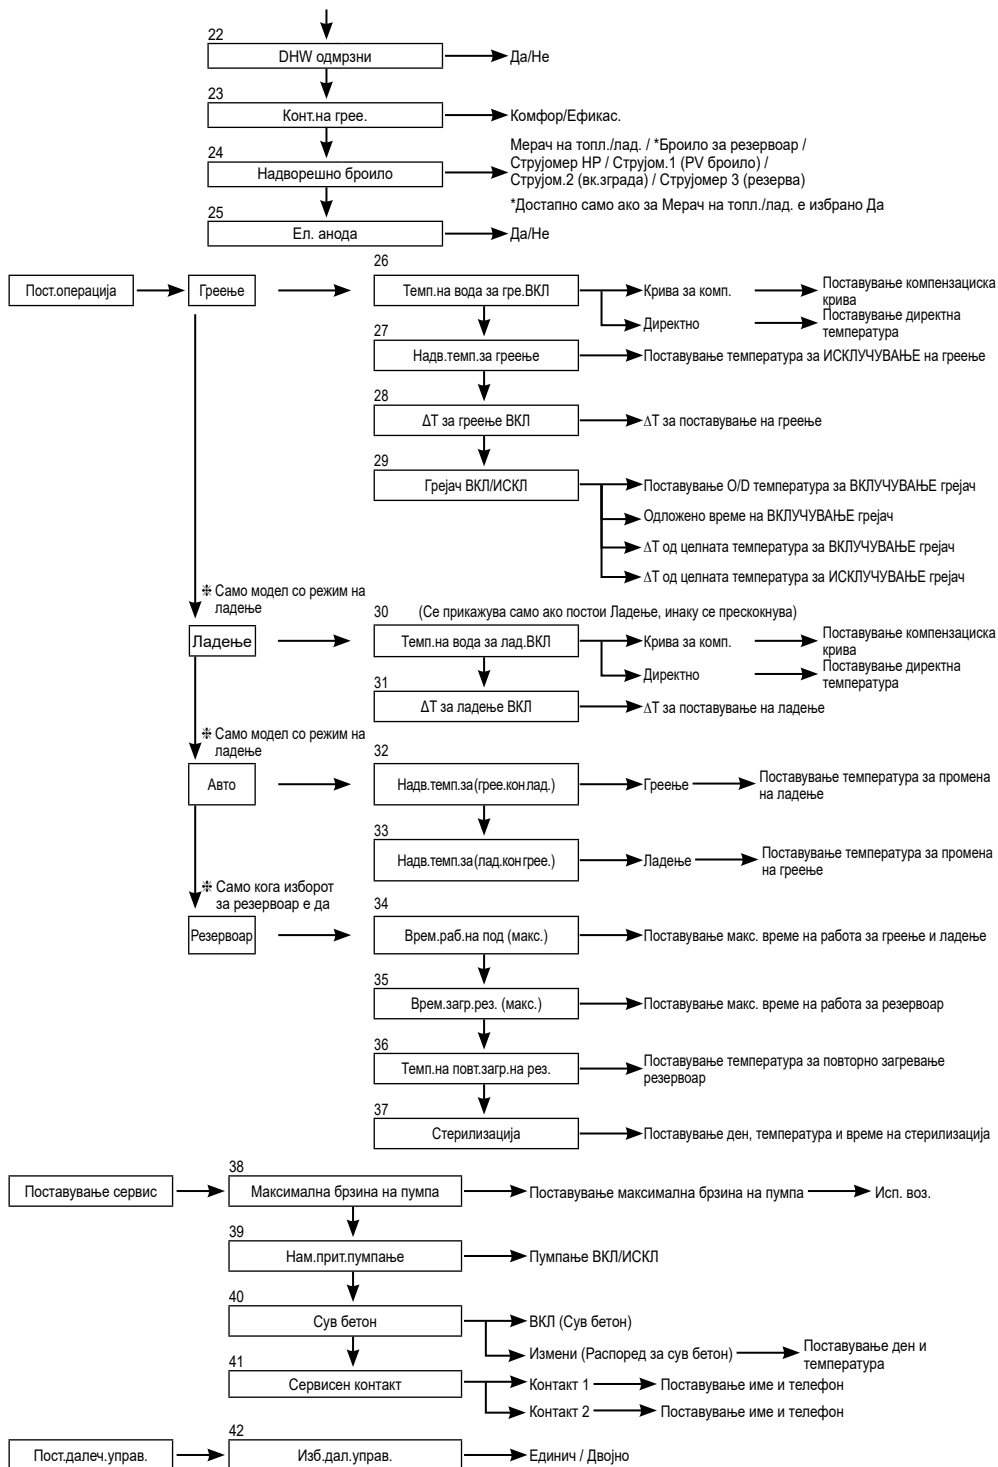 22
DHW одмрзни
Да/Не
23
Конт.на грее.
Комфор/Ефикас.
24
Надворешно броило
Мерач на топл./лад. / *Броило за резервоар /
Струјомер HP / Струјом.1 (PV броило) /
Струјом.2 (вк.зграда) / Струјомер 3 (резерва)
*Достапно само ако за Мерач на топл./лад. е избрано Да
25
Ел. анода
Да/Не
Пост.операција
Греење
26
Темп.на вода за гре.ВКЛ
Крива за комп.
Поставување компензациска
крива
Директно
Поставување директна
температура
27
Надв.темп.за греење
Поставување температура за ИСКЛУЧУВАЊЕ на греење
28
ΔT за греење ВКЛ
ΔT за поставување на греење
29
Грејач ВКЛ/ИСКЛ
Поставување O/D температура за ВКЛУЧУВАЊЕ грејач
Одложено време на ВКЛУЧУВАЊЕ грејач
ΔT од целната температура за ВКЛУЧУВАЊЕ грејач
ΔT од целната температура за ИСКЛУЧУВАЊЕ грејач
❉ Само модел со режим на
ладење
Ладење
30 (Се прикажува само ако постои Ладење, инаку се прескокнува)
Темп.на вода за лад.ВКЛ
Крива за комп.
Поставување компензациска
крива
Директно
Поставување директна
температура
31
ΔT за ладење ВКЛ
ΔT за поставување на ладење
❉ Само модел со режим на
ладење
Авто
32
Надв.темп.за(грее.конлад.)
Греење
Поставување температура за промена
на ладење
33
Надв.темп.за(лад.конгрее.)
Ладење
Поставување температура за промена
на греење
❉ Само кога изборот
за резервоар е да
Резервоар
34
Врем.раб.на под (макс.)
Поставување макс. време на работа за греење и ладење
35
Врем.загр.рез. (макс.)
Поставување макс. време на работа за резервоар
36
Темп.на повт.загр.на рез.
Поставување температура за повторно загревање
резервоар
37
Стерилизација
Поставување ден, температура и време на стерилизација
Поставување сервис
38
Максимална брзина на пумпа
Поставување максимална брзина на пумпа
Исп. воз.
39
Нам.прит.пумпање
Пумпање ВКЛ/ИСКЛ
40
Сув бетон
ВКЛ (Сув бетон)
Измени (Распоред за сув бетон)
Поставување ден и
температура
41
Сервисен контакт
Контакт 1
Поставување име и телефон
Контакт 2
Поставување име и телефон
Пост.далеч.управ.
42
Изб.дал.управ.
Единич / Двојно